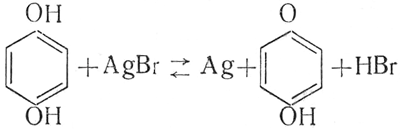 OH O
+AgBr ⇄ Ag+ +HBr
OH OH